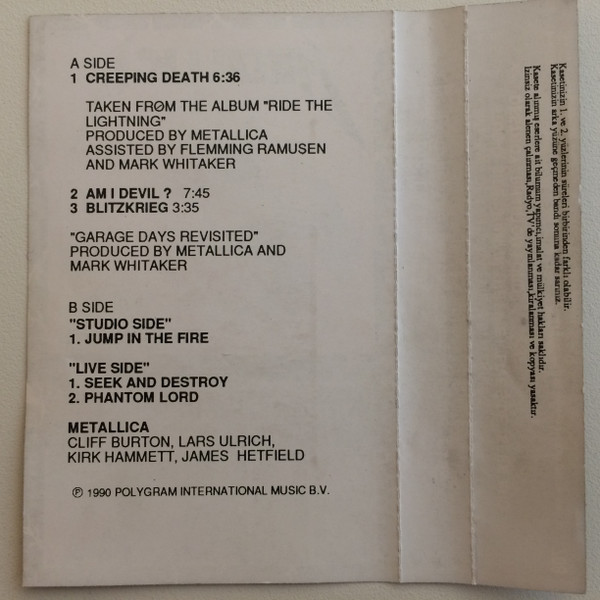 A SIDE
1 CREEPING DEATH 6:36
TAKEN FRØM THE ALBUM "RIDE THE
LIGHTNING"
PRODUCED BY METALLICA
ASSISTED BY FLEMMING RAMUSEN
AND MARK WHITAKER
2 AM I DEVIL ? 7:45
3 BLITZKRIEG 3:35
"GARAGE DAYS REVISITED"
PRODUCED BY METALLICA AND
MARK WHITAKER
B SIDE
"STUDIO SIDE"
1. JUMP IN THE FIRE
"LIVE SIDE"
1. SEEK AND DESTROY
2. PHANTOM LORD
METALLICA
CLIFF BURTON, LARS ULRICH,
KIRK HAMMETT, JAMES HETFIELD
℗ 1990 POLYGRAM INTERNATIONAL MUSIC B.V.
Kasetinizin 1. ve 2. yüzlerinin süreleri birbirinden farklı olabilir.
Kasetinizin arka yüzüne geçmeden bandı sonuna kadar sarınız.
Kasete alınmış eserlere ait bilumum yapımcı, imalat ve mülkiyet hakları saklıdır.
İzinsiz olarak alenen çalınması, Radyo, TV'de yayınlanması, kiralanması ve kopyası yasaktır.